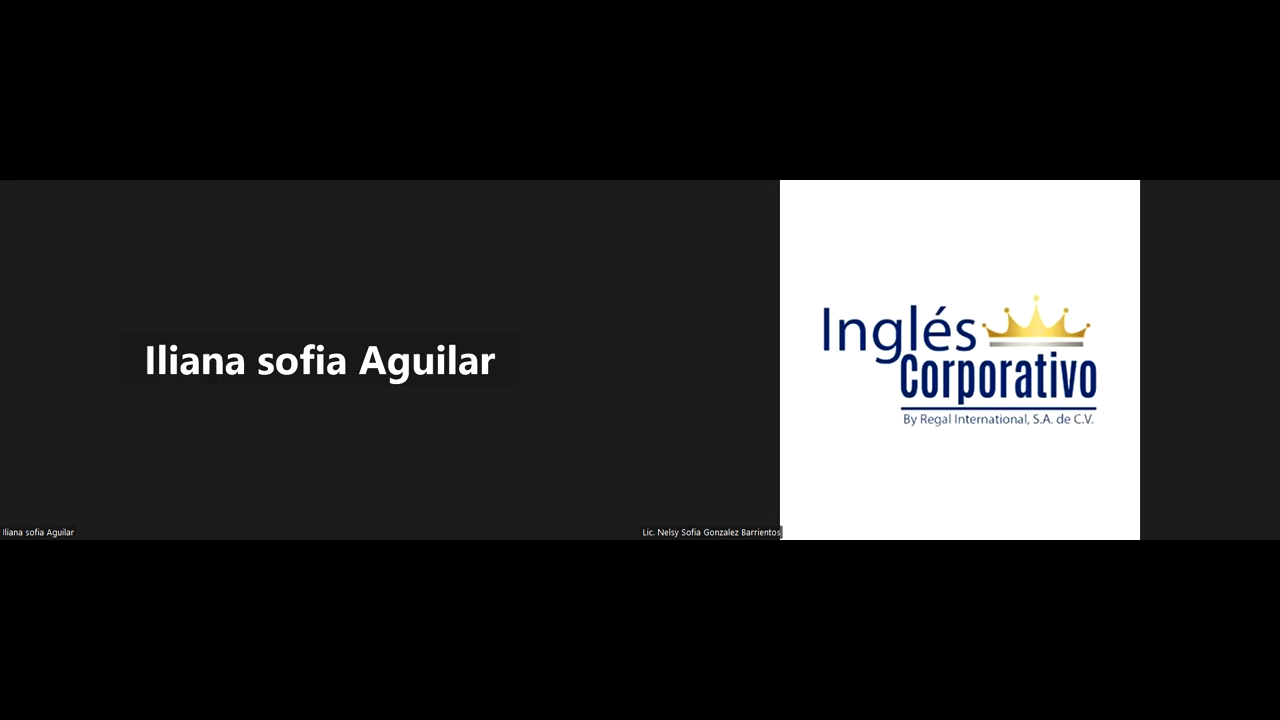 Iliana sofia Aguilar
Inglés
Corporativo
By Regal International, S.A. de C.V.
Iliana sofia Aguilar
Lic. Nelsy Sofia Gonzalez Barrientos